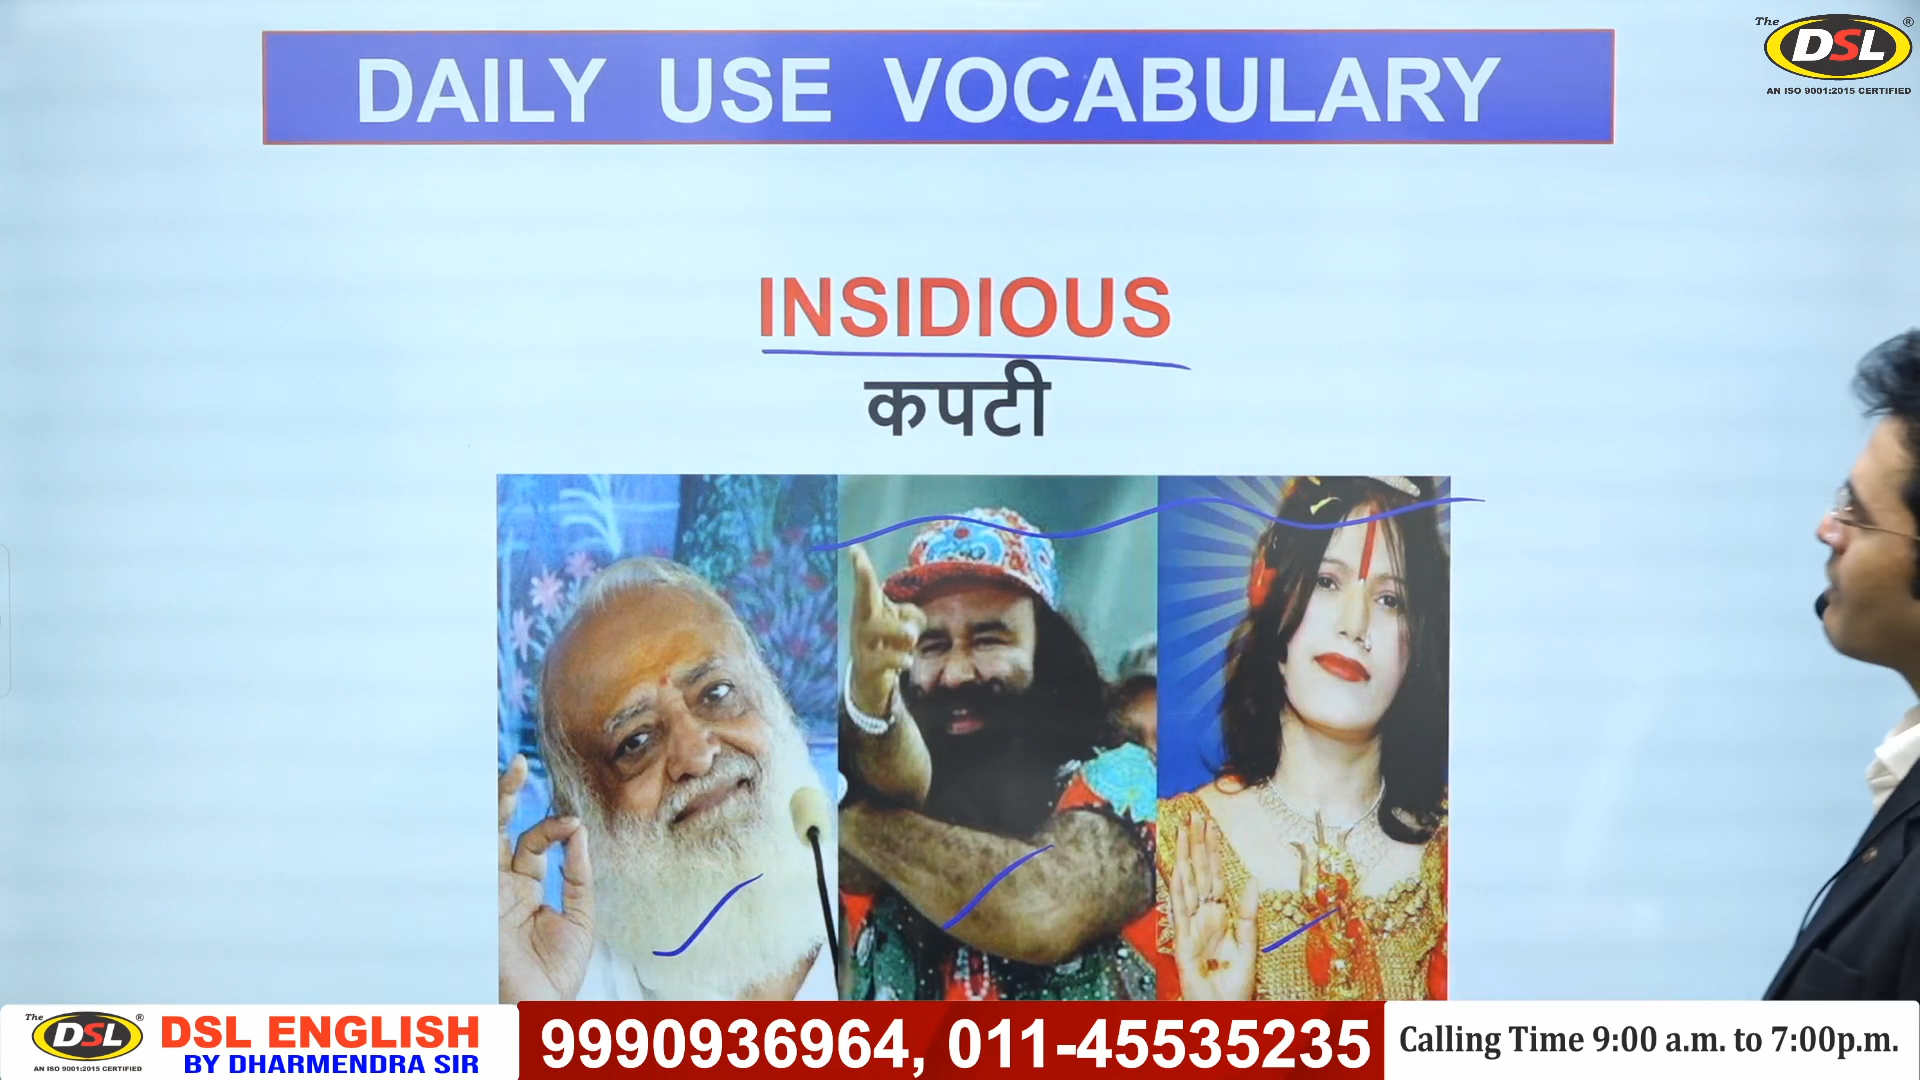 DAILY USE VOCABULARY
The DSL ®
AN ISO 9001:2015 CERTIFIED
INSIDIOUS
कपटी
The DSL ®
AN ISO 9001:2015 CERTIFIED
DSL ENGLISH
BY DHARMENDRA SIR
9990936964, 011-45535235
Calling Time 9:00 a.m. to 7:00p.m.